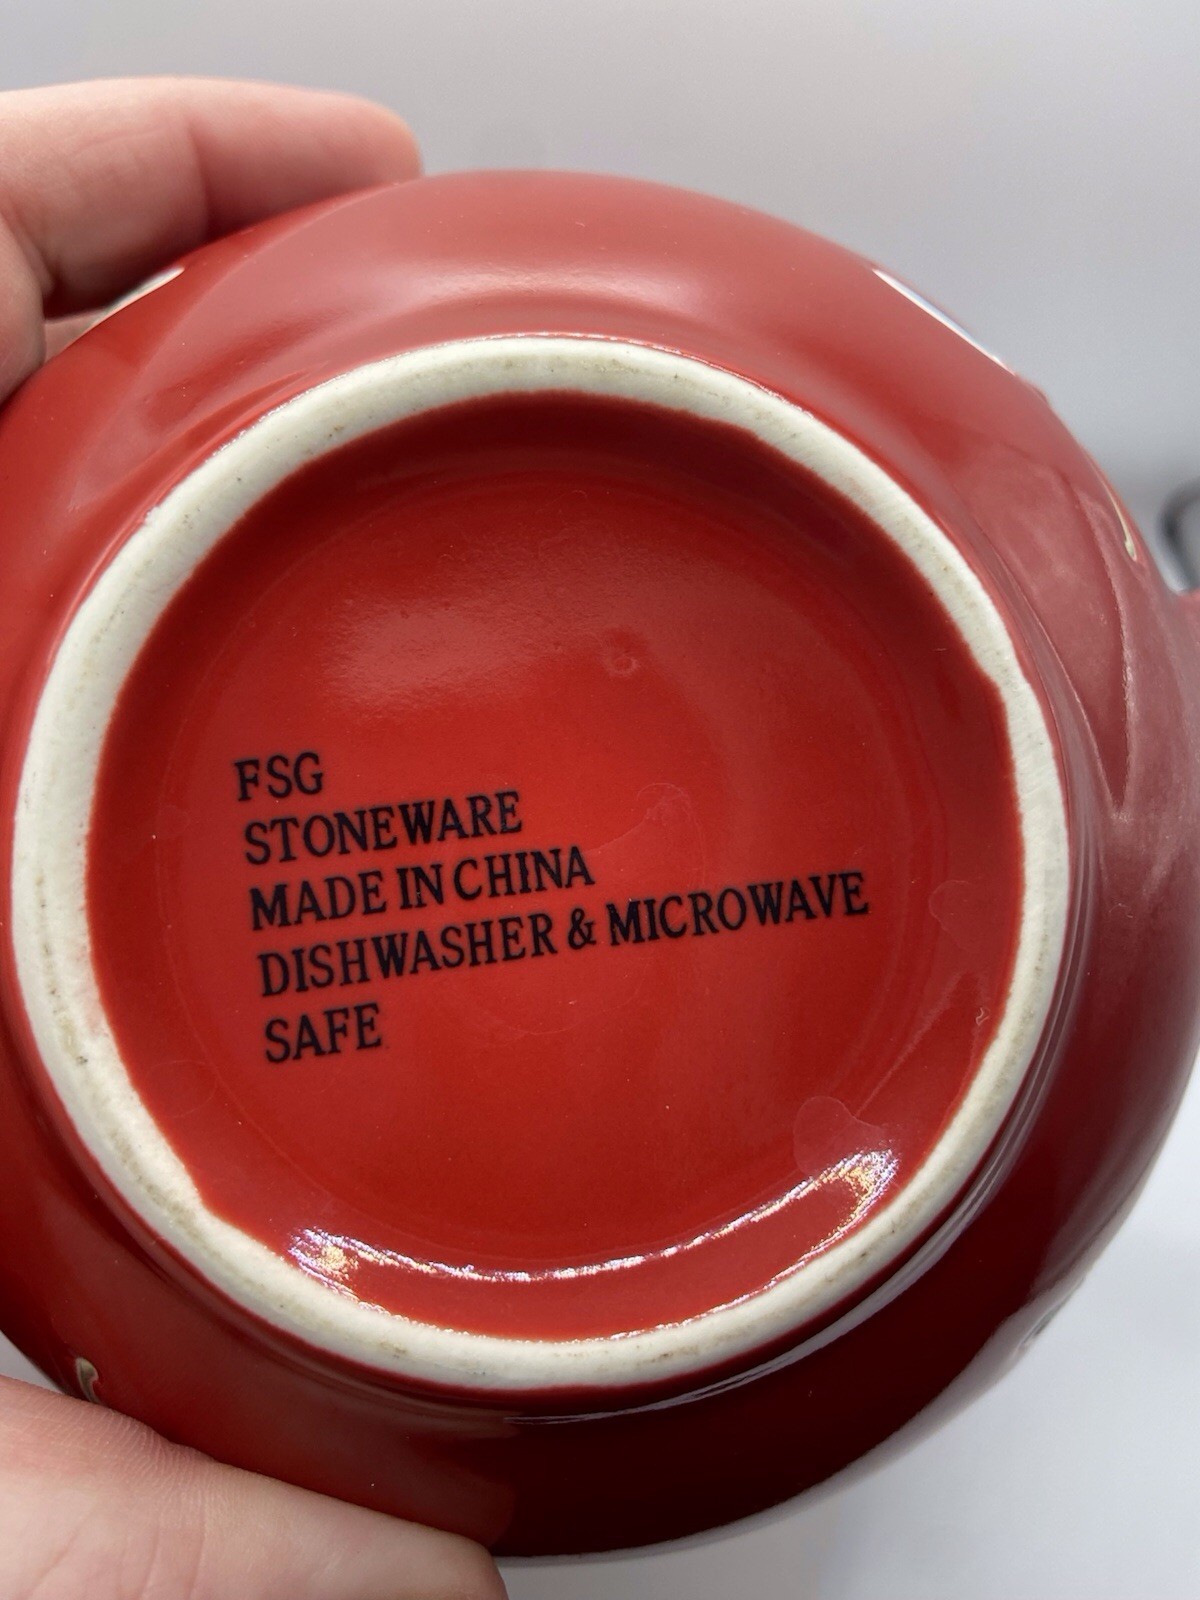 FSG
STONEWARE
MADE IN CHINA
DISHWASHER & MICROWAVE
SAFE